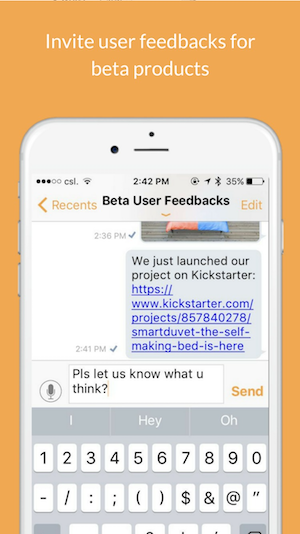 Invite user feedbacks for
beta products
csl.
2:42 PM
35%
Recents
Beta User Feedbacks
Edit
2:36 PM
We just launched our
project on Kickstarter:
https://
www.kickstarter.com/
projects/857840278/
smartduvet-the-self-
making-bed-is-here
2:41 PM
Pls let us know what u
think?
Send
I Hey Oh
1 2 3 4 5 6 7 8 9 0
- / : ; ( ) $ & @ "